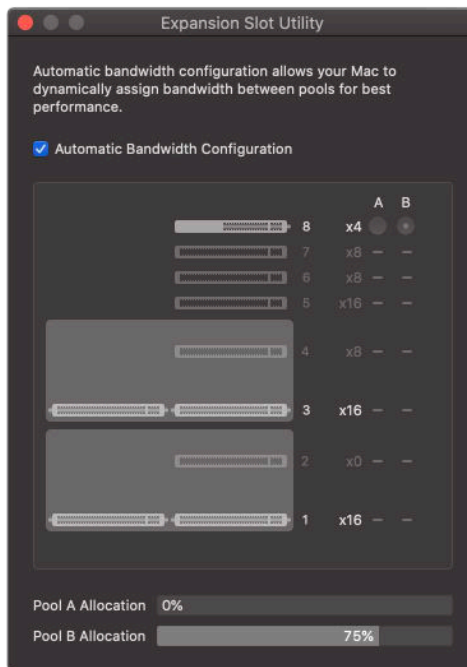 Expansion Slot Utility
Automatic bandwidth configuration allows your Mac to
dynamically assign bandwidth between pools for best
performance.
Automatic Bandwidth Configuration
A B
8 x4
7 x8 – –
6 x8 – –
5 x16 – –
4 x8 – –
3 x16 – –
2 x0 – –
1 x16 – –
Pool A Allocation 0%
Pool B Allocation 75%